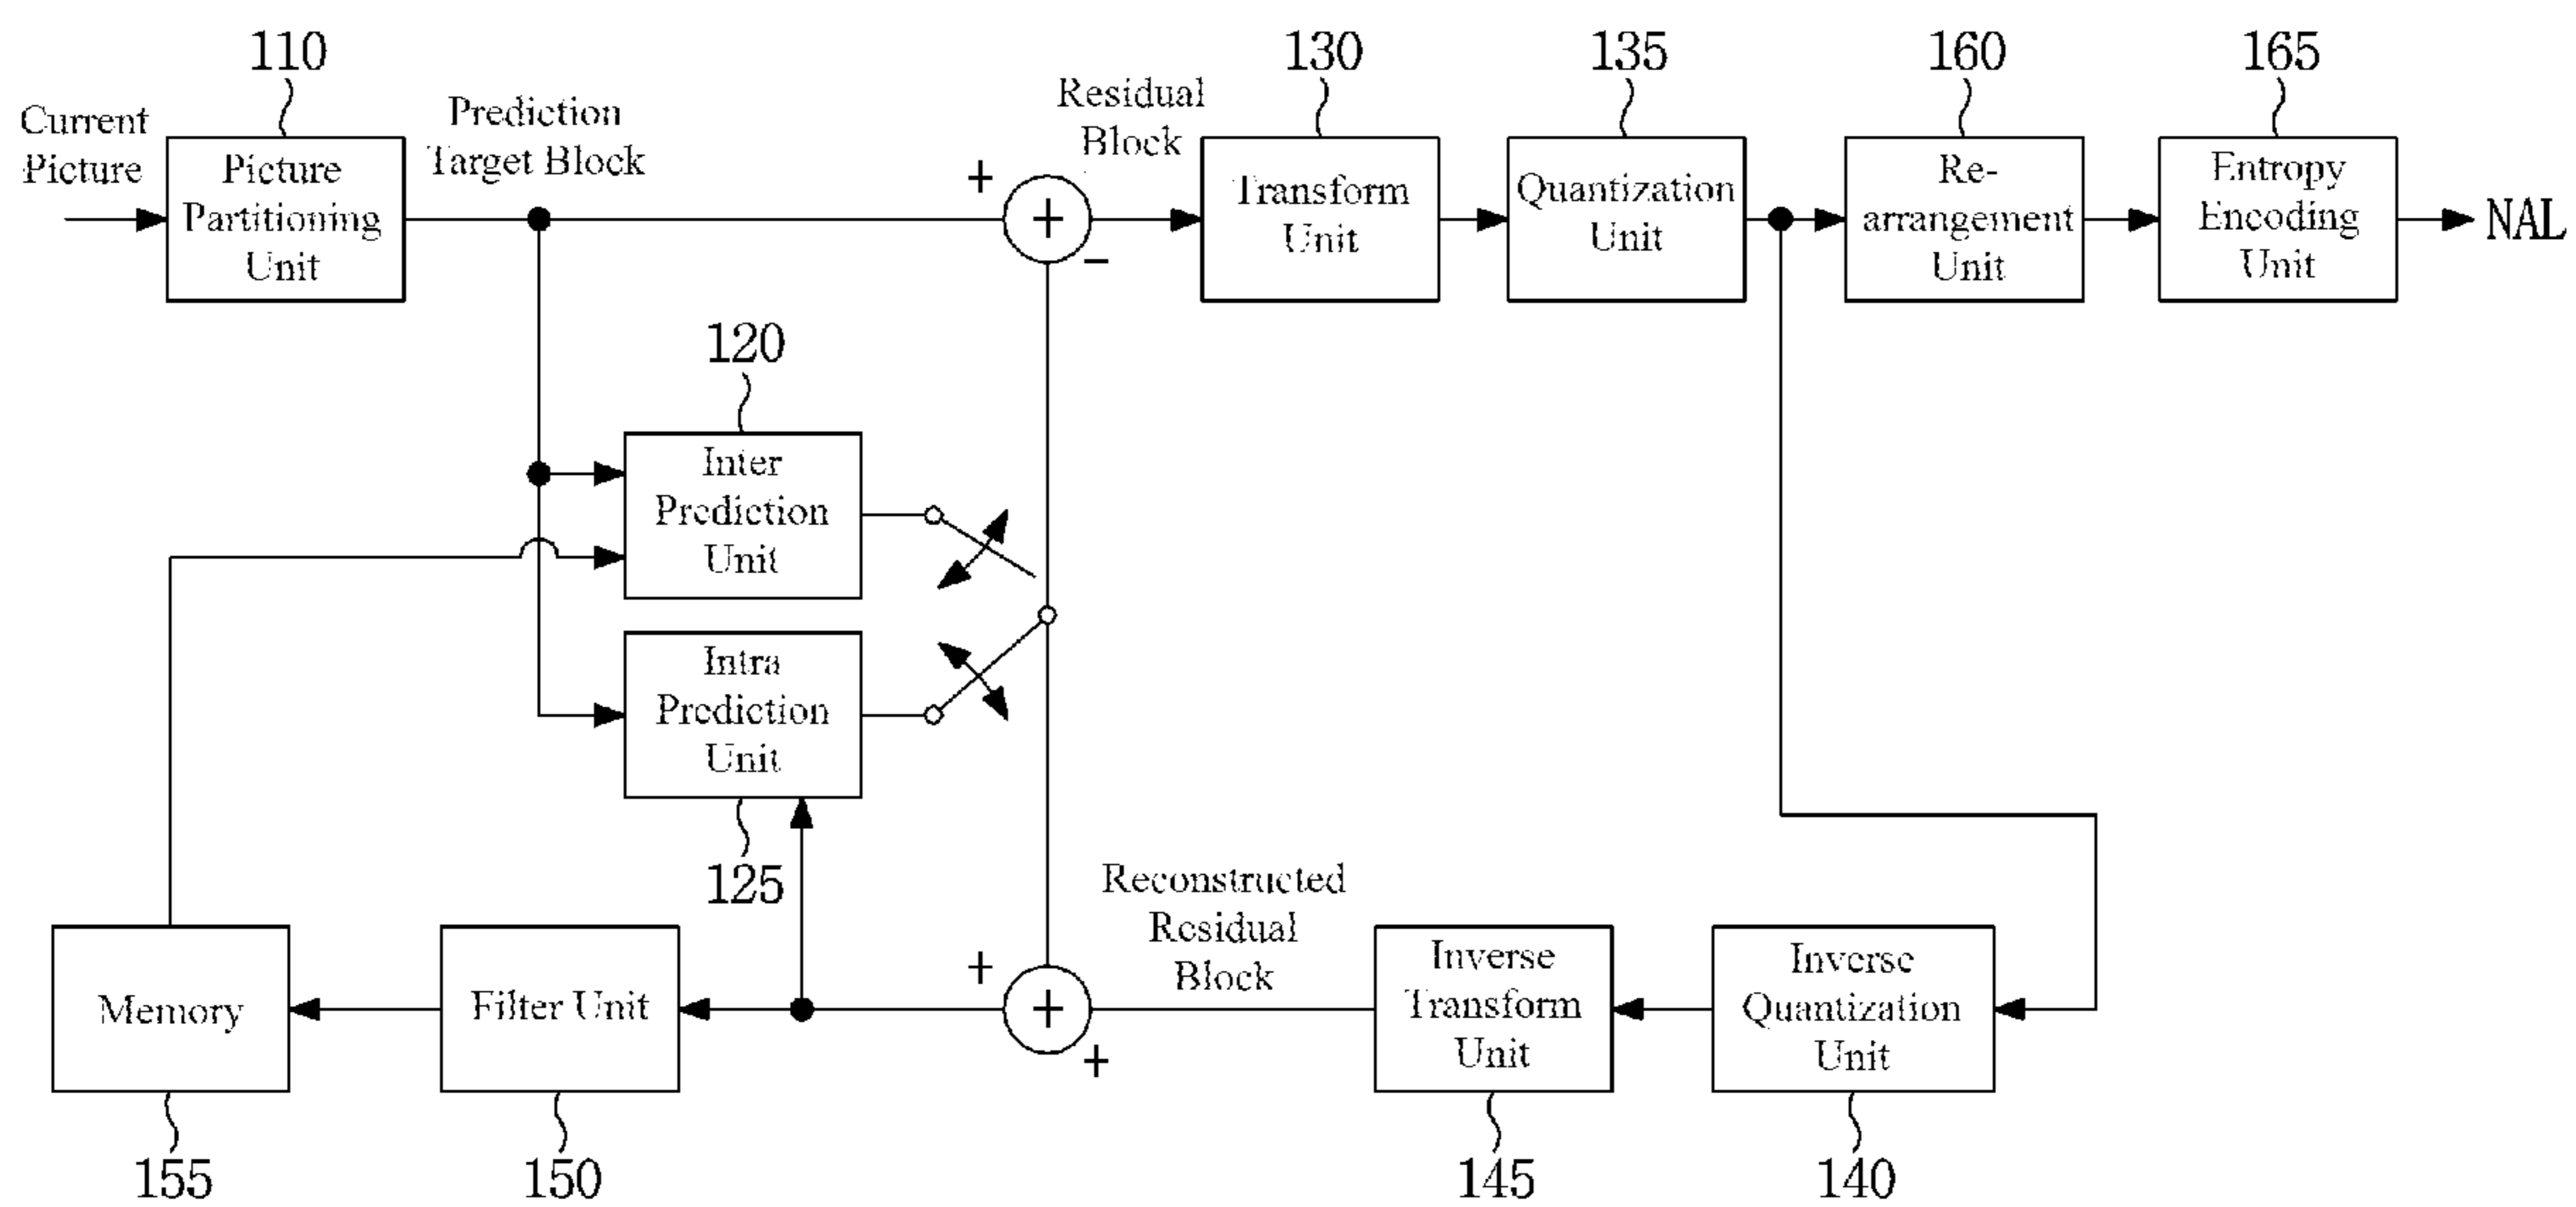 110
130
135
160
165
Current
Picture
Prediction
Target Block
Residual
Block
Picture
Partitioning
Unit
+
+
−
Transform
Unit
Quantization
Unit
Re-
arrangement
Unit
Entropy
Encoding
Unit
NAL
120
Inter
Prediction
Unit
Intra
Prediction
Unit
125
Reconstructed
Residual
Block
Memory
Filter Unit
+
+
+
Inverse
Transform
Unit
Inverse
Quantization
Unit
155
150
145
140